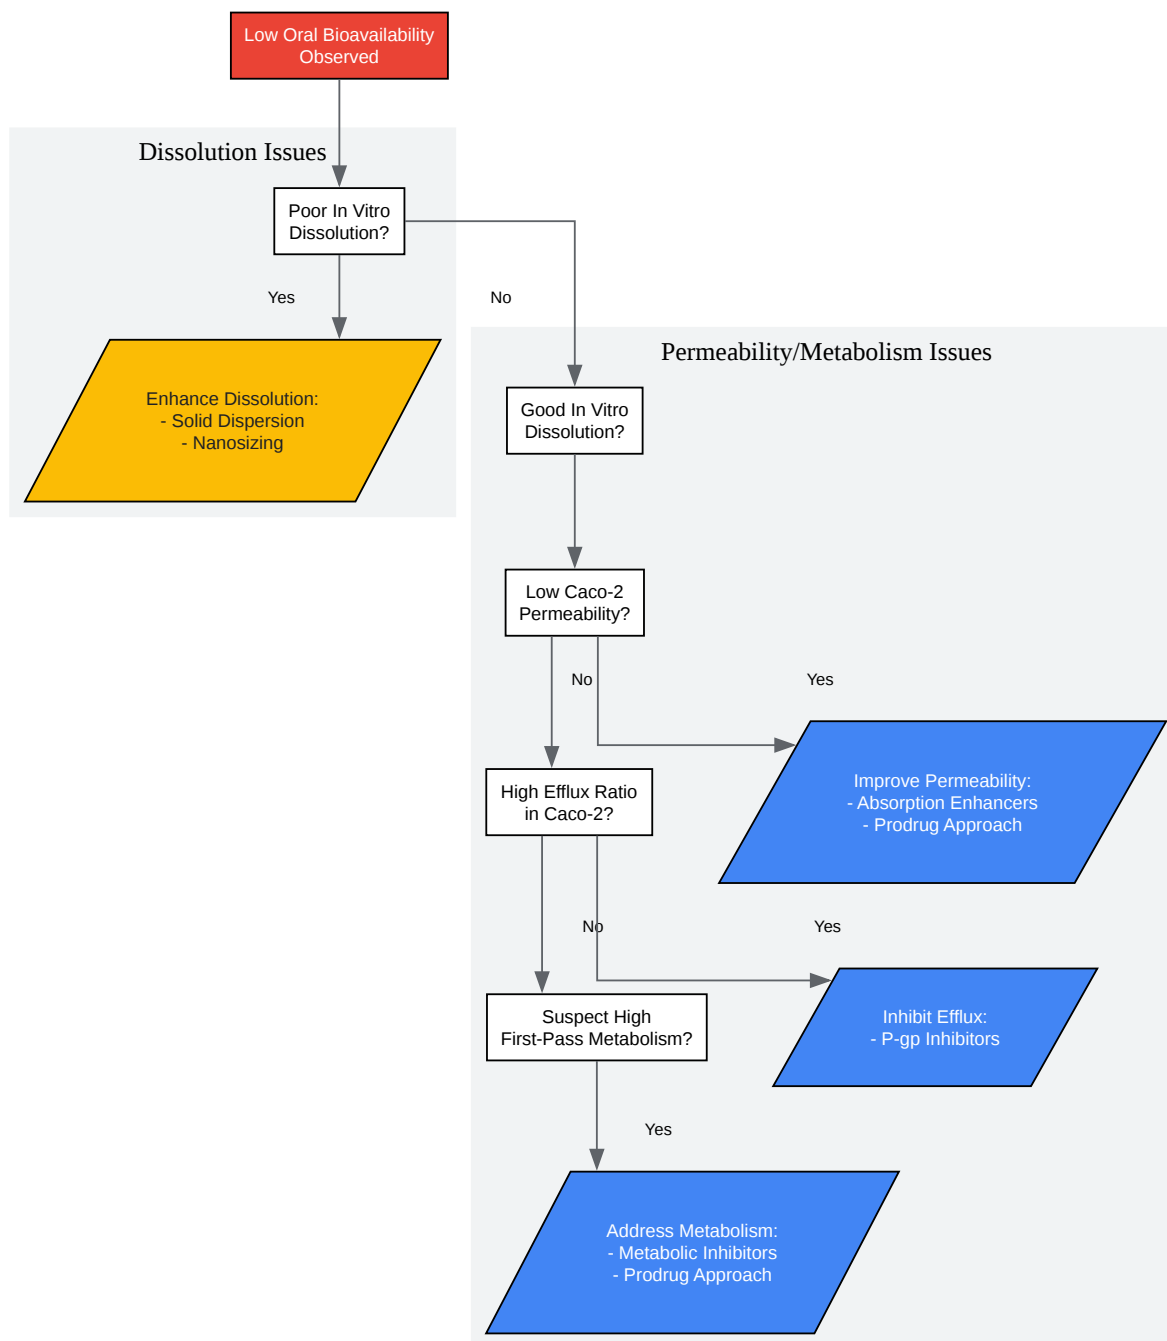 Low Oral Bioavailability
Observed
Dissolution Issues
Poor In Vitro
Dissolution?
Yes
No
Enhance Dissolution:
- Solid Dispersion
- Nanosizing
Permeability/Metabolism Issues
Good In Vitro
Dissolution?
Low Caco-2
Permeability?
No
Yes
Improve Permeability:
- Absorption Enhancers
- Prodrug Approach
High Efflux Ratio
in Caco-2?
No
Yes
Inhibit Efflux:
- P-gp Inhibitors
Suspect High
First-Pass Metabolism?
Yes
Address Metabolism:
- Metabolic Inhibitors
- Prodrug Approach